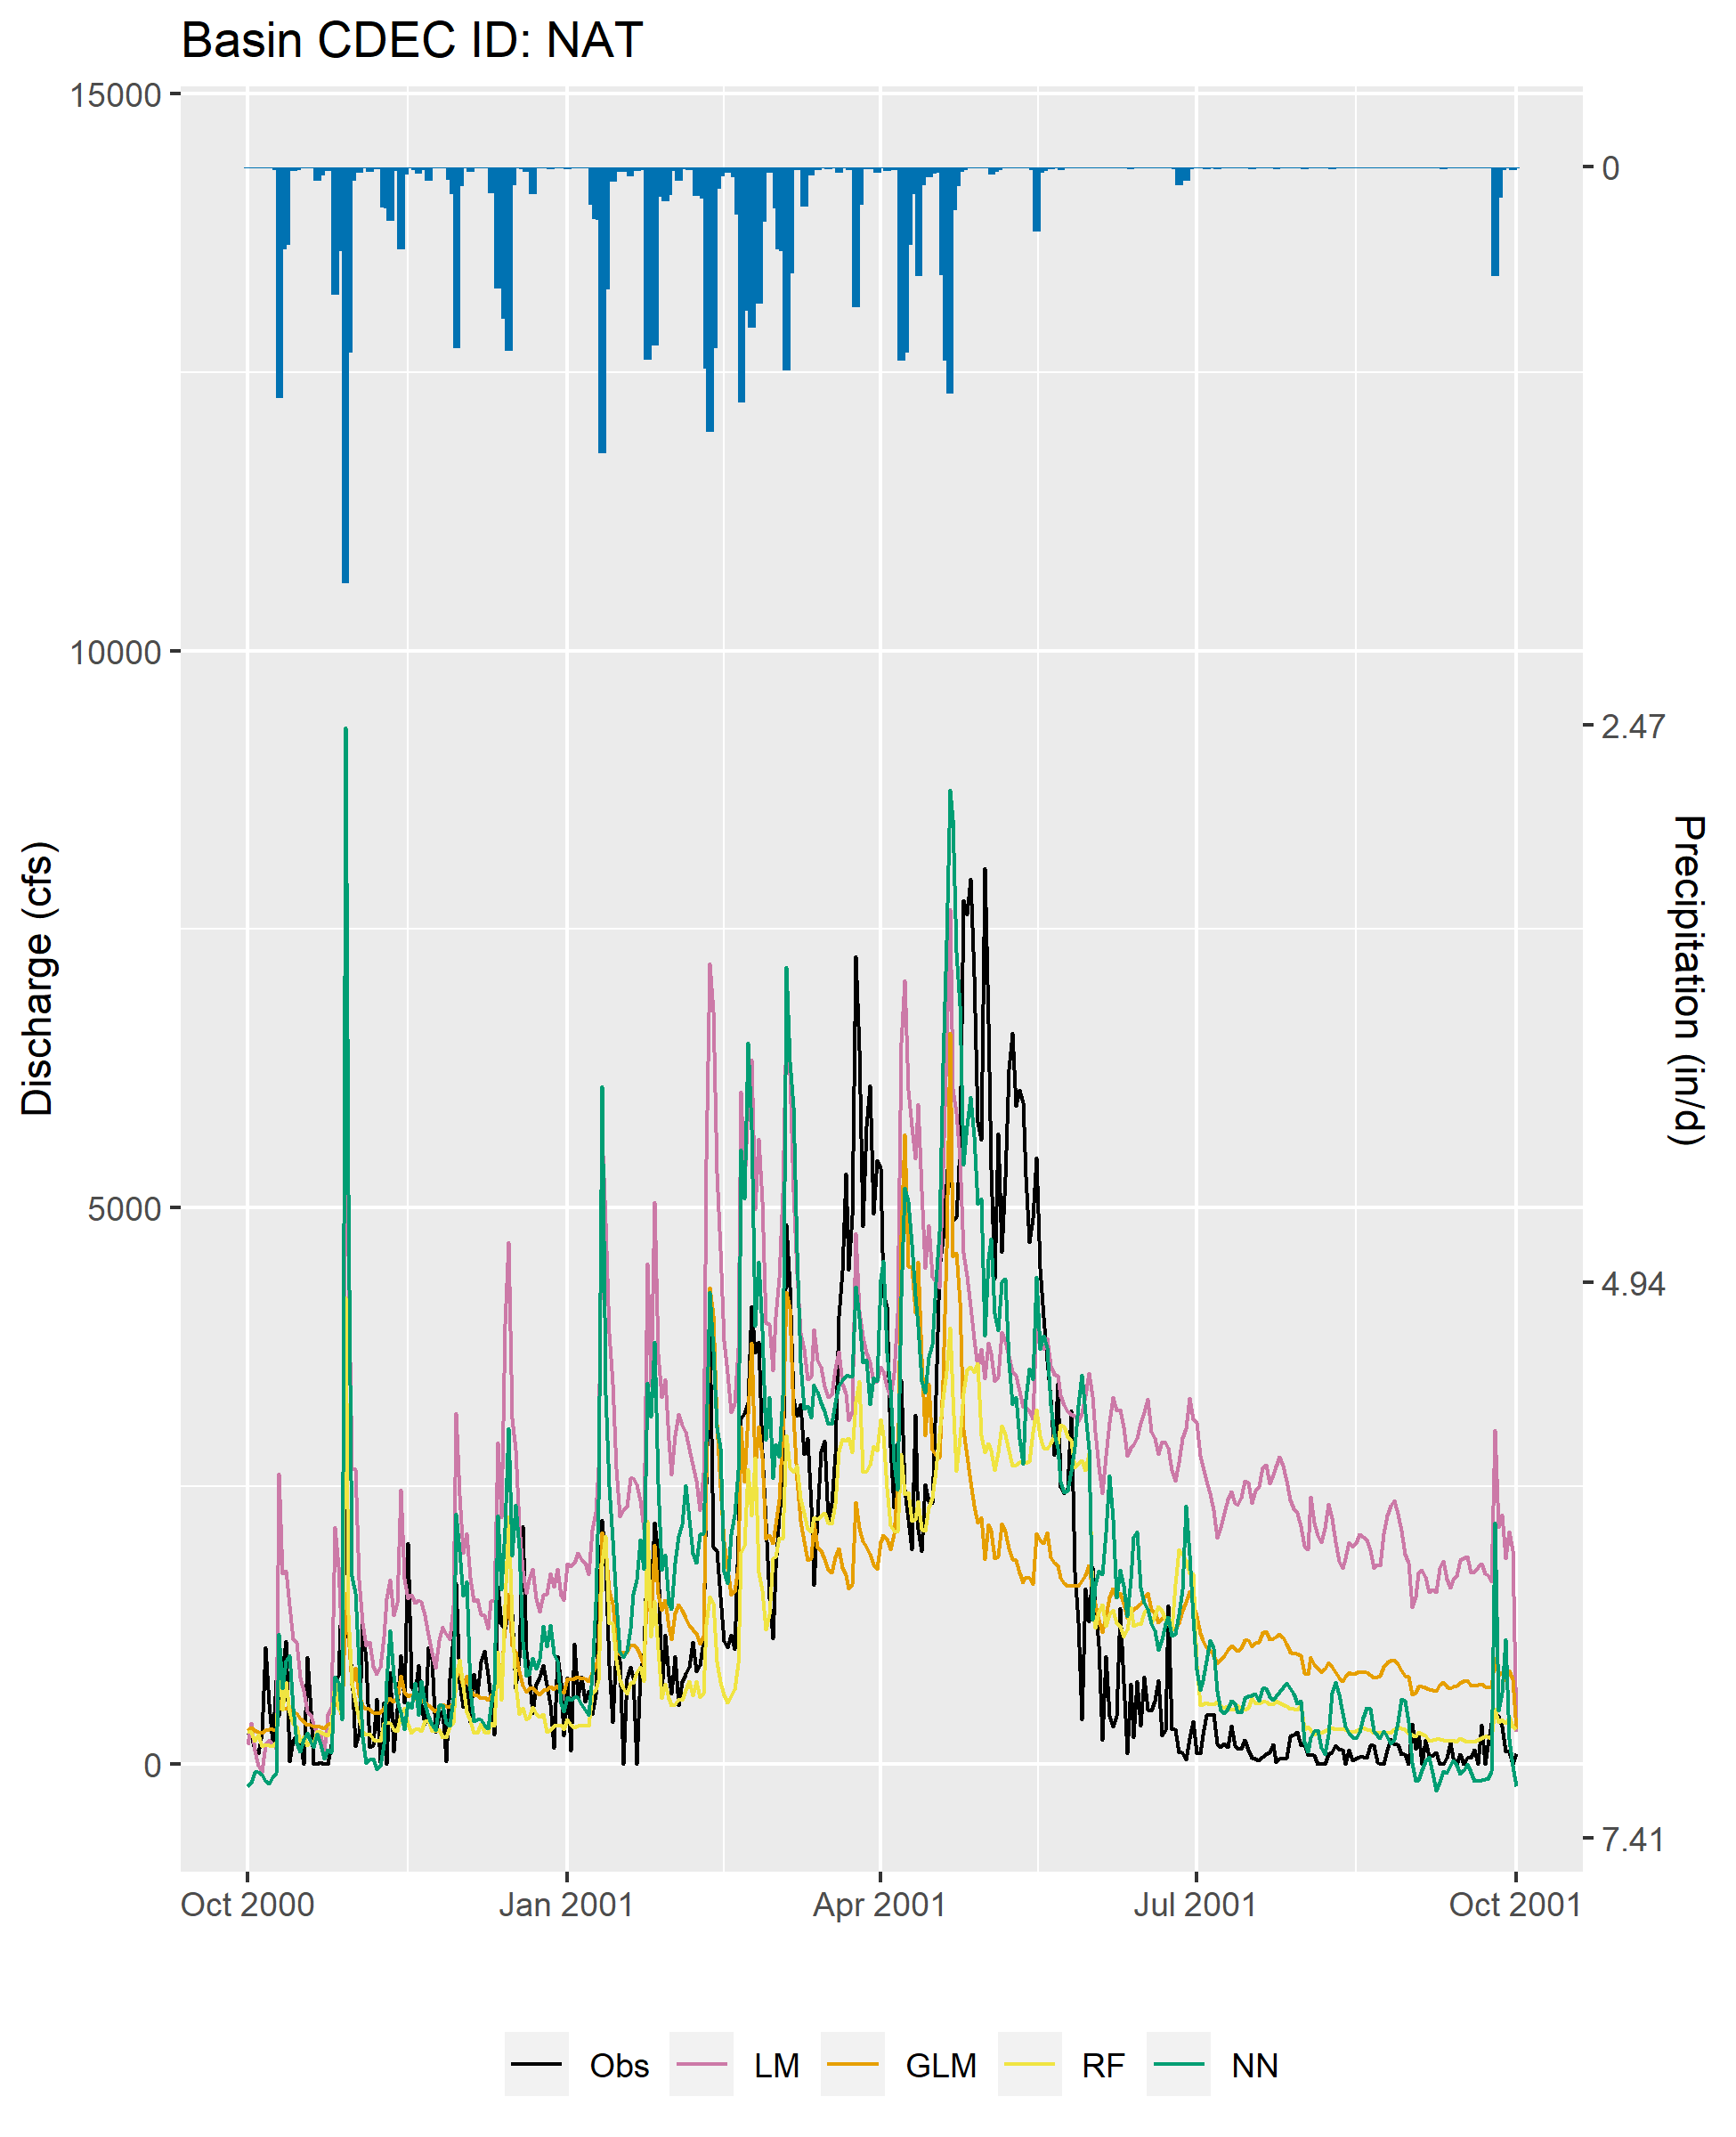 Basin CDEC ID: NAT
15000
10000
5000
0
Discharge (cfs)
0
2.47
4.94
7.41
Precipitation (in/d)
Oct 2000
Jan 2001
Apr 2001
Jul 2001
Oct 2001
Obs
LM
GLM
RF
NN